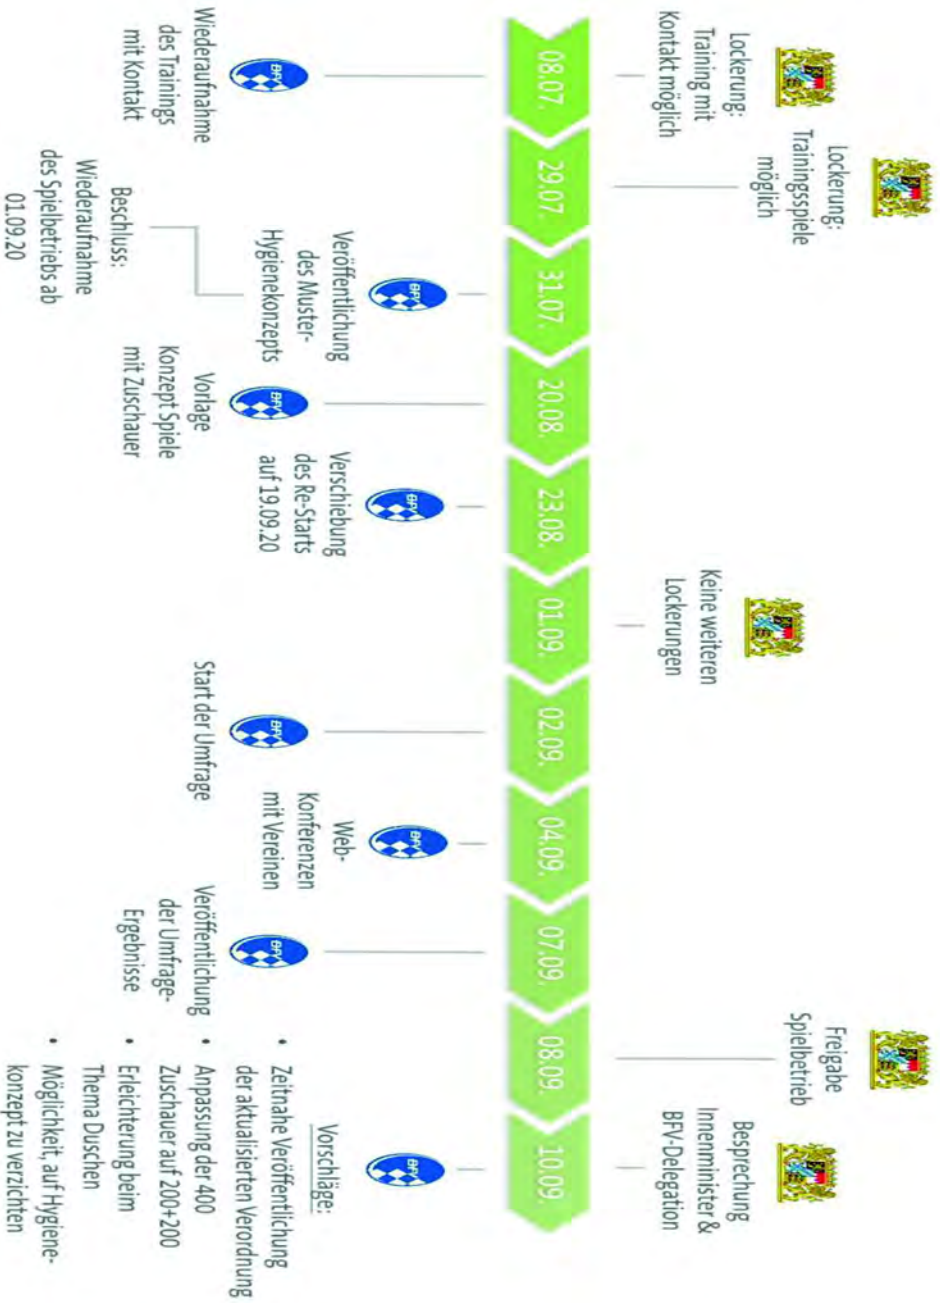 Lockerung:
Training mit
Kontakt möglich
Lockerung:
Trainingsspiele
möglich
Keine weiteren
Lockerungen
Freigabe
Spielbetrieb
Besprechung
Innenminister &
BFV-Delegation
08.07.
29.07.
31.07.
20.08.
23.08.
01.09.
02.09.
04.09.
07.09.
08.09.
10.09.
BFV
Wiederaufnahme
des Trainings
mit Kontakt
BFV
Veröffentlichung
des Muster-
Hygienekonzepts
Beschluss:
Wiederaufnahme
des Spielbetriebs ab
01.09.20
BFV
Vorlage
Konzept Spiele
mit Zuschauer
BFV
Verschiebung
des Re-Starts
auf 19.09.20
BFV
Start der Umfrage
BFV
Web-
Konferenzen
mit Vereinen
BFV
Veröffentlichung
der Umfrage-
Ergebnisse
BFV
Vorschläge:
• Zeitnahe Veröffentlichung
der aktualisierten Verordnung
• Anpassung der 400
Zuschauer auf 200+200
• Erleichterung beim
Thema Duschen
• Möglichkeit, auf Hygiene-
konzept zu verzichten